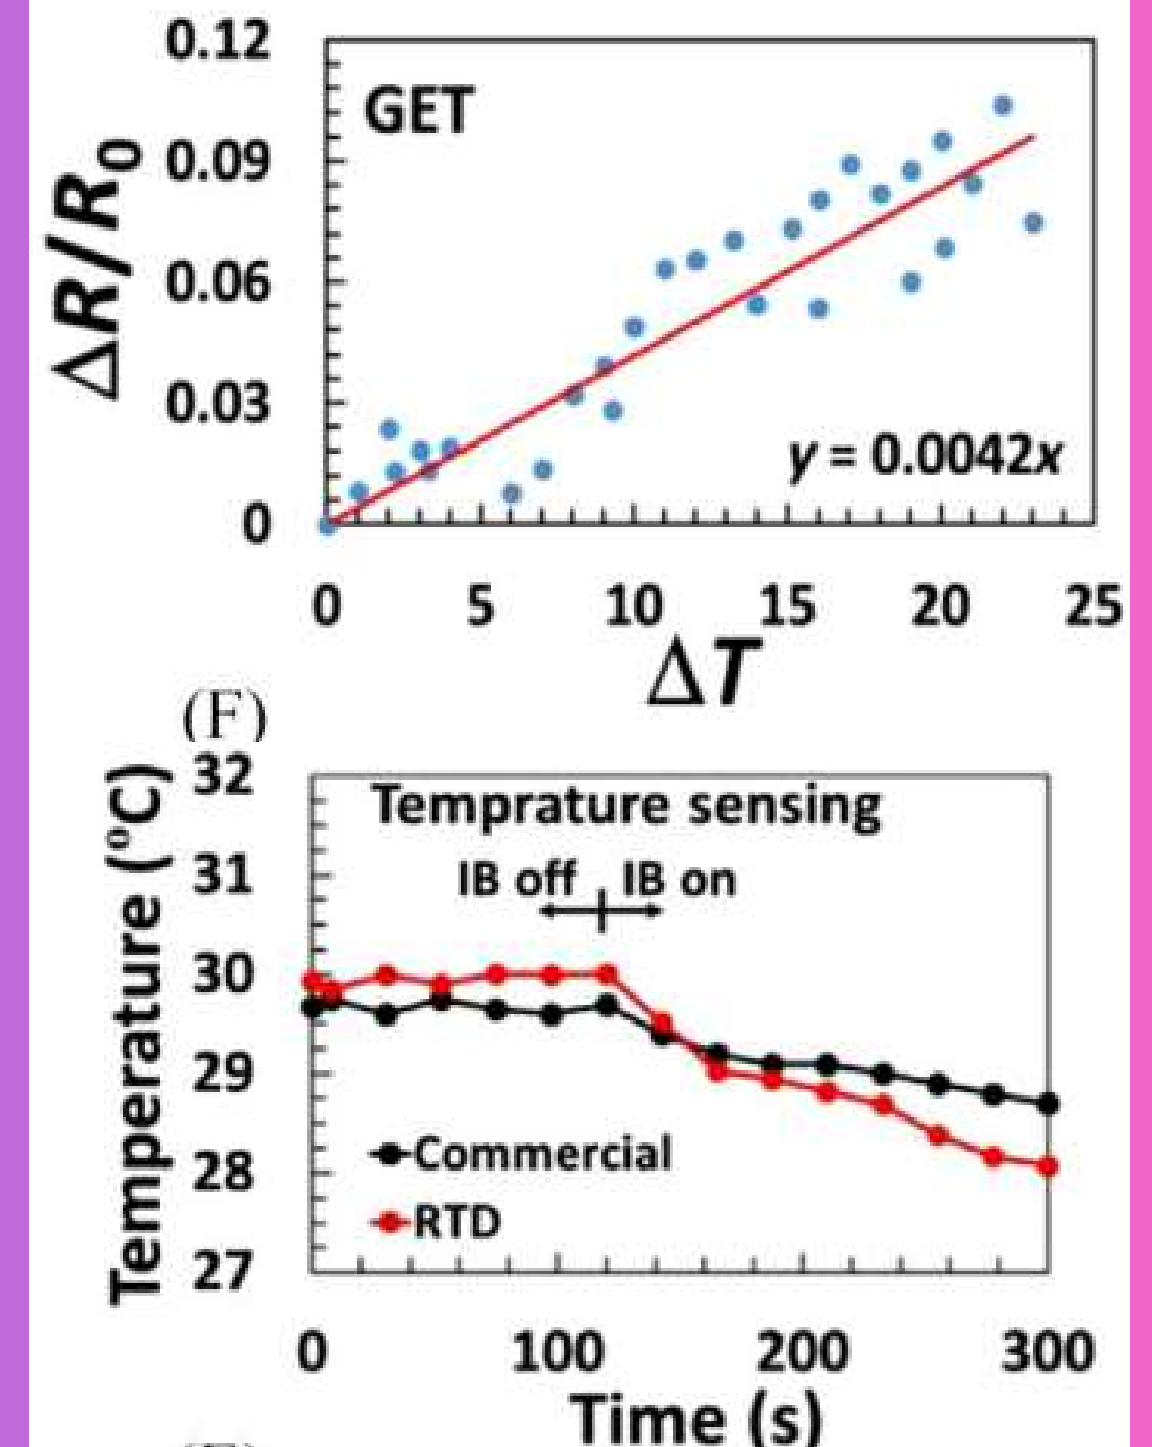 0.12
GET
0.09
0.06
0.03
0
ΔR/R0
y = 0.0042x
0 5 10 15 20 25
ΔT
(F)
32
31
30
29
28
27
Temperature (°C)
Temprature sensing
IB off IB on
Commercial
RTD
0 100 200 300
Time (s)